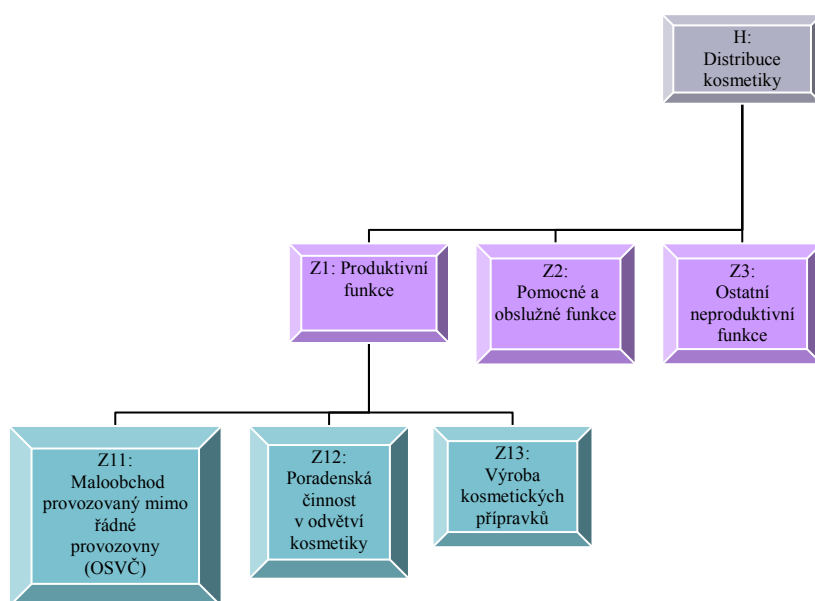 H:
Distribuce
kosmetiky
Z1: Produktivní
funkce
Z2:
Pomocné a
obslužné funkce
Z3:
Ostatní
neproduktivní
funkce
Z11:
Maloobchod
provozovaný mimo
řádné
provozovny
(OSVČ)
Z12:
Poradenská
činnost
v odvětví
kosmetiky
Z13:
Výroba
kosmetických
přípravků